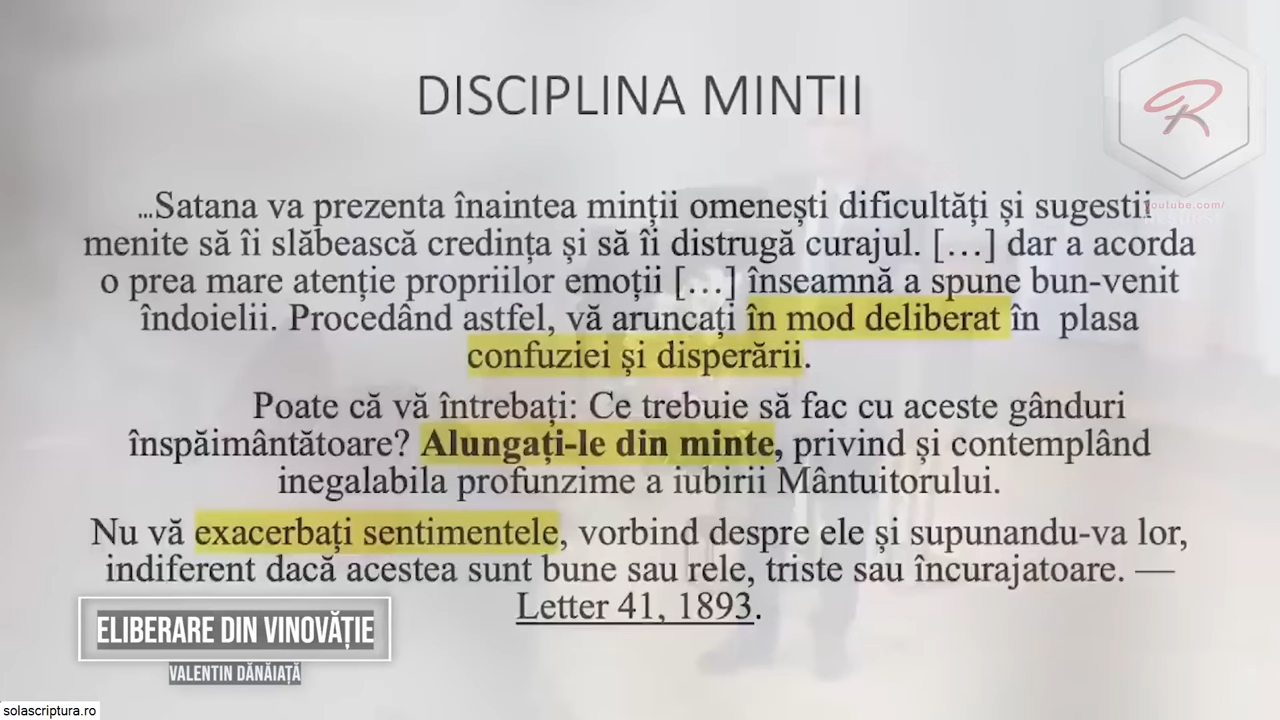 DISCIPLINA MINTII
youtube.com/
...Satana va prezenta înaintea minții omenești dificultăți și sugestii
menite să îi slăbească credința și să îi distrugă curajul. […] dar a acorda
o prea mare atenție propriilor emoții […] înseamnă a spune bun-venit
îndoielii. Procedând astfel, vă aruncați în mod deliberat în plasa
confuziei și disperării.
Poate că vă întrebați: Ce trebuie să fac cu aceste gânduri
înspăimântătoare? Alungați-le din minte, privind şi contemplând
inegalabila profunzime a iubirii Mântuitorului.
Nu vă exacerbați sentimentele, vorbind despre ele și supunandu-va lor,
indiferent dacă acestea sunt bune sau rele, triste sau încurajatoare. —
Letter 41, 1893.
ELIBERARE DIN VINOVĂȚIE
VALENTIN DĂNĂIAȚĂ
solascriptura.ro